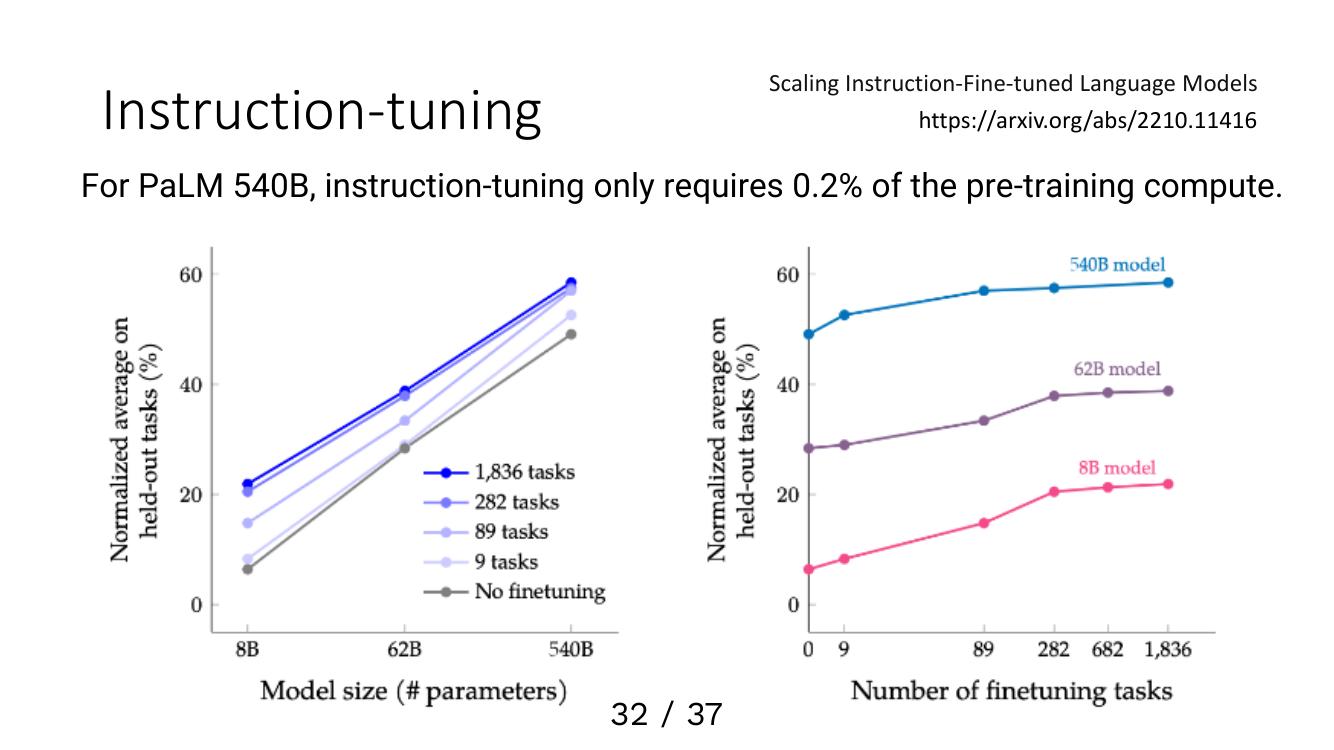 Instruction-tuning
Scaling Instruction-Fine-tuned Language Models
https://arxiv.org/abs/2210.11416
For PaLM 540B, instruction-tuning only requires 0.2% of the pre-training compute.
Normalized average on
held-out tasks (%)
60
40
20
0
1,836 tasks
282 tasks
89 tasks
9 tasks
No finetuning
8B
62B
540B
Model size (# parameters)
Normalized average on
held-out tasks (%)
60
40
20
0
540B model
62B model
8B model
0 9 89 282 682 1,836
Number of finetuning tasks
32 / 37